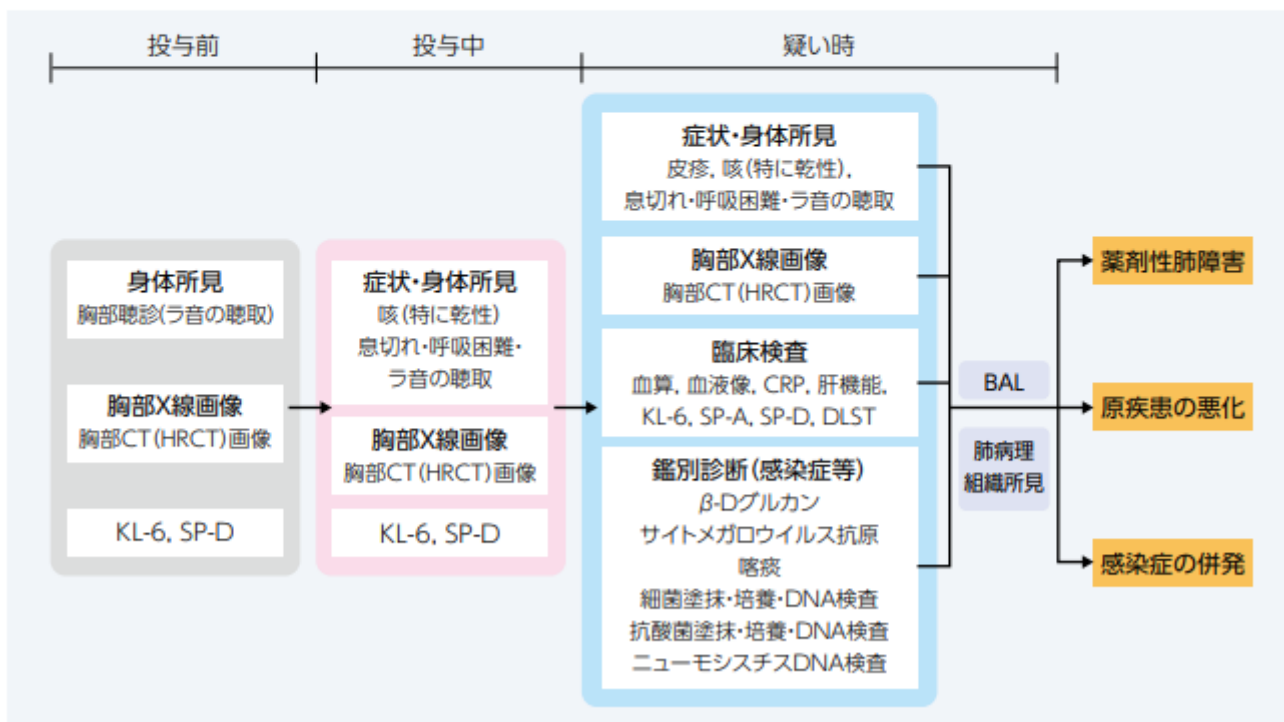 投与前
投与中
疑い時
身体所見
胸部聴診(ラ音の聴取)
胸部X線画像
胸部CT(HRCT)画像
KL-6, SP-D
症状・身体所見
咳(特に乾性)
息切れ・呼吸困難・
ラ音の聴取
胸部X線画像
胸部CT(HRCT)画像
KL-6, SP-D
症状・身体所見
皮疹, 咳(特に乾性),
息切れ・呼吸困難・ラ音の聴取
胸部X線画像
胸部CT(HRCT)画像
臨床検査
血算, 血液像, CRP, 肝機能,
KL-6, SP-A, SP-D, DLST
鑑別診断(感染症等)
β-Dグルカン
サイトメガロウイルス抗原
喀痰
細菌塗抹・培養・DNA検査
抗酸菌塗抹・培養・DNA検査
ニューモシスチスDNA検査
BAL
肺病理
組織所見
薬剤性肺障害
原疾患の悪化
感染症の併発